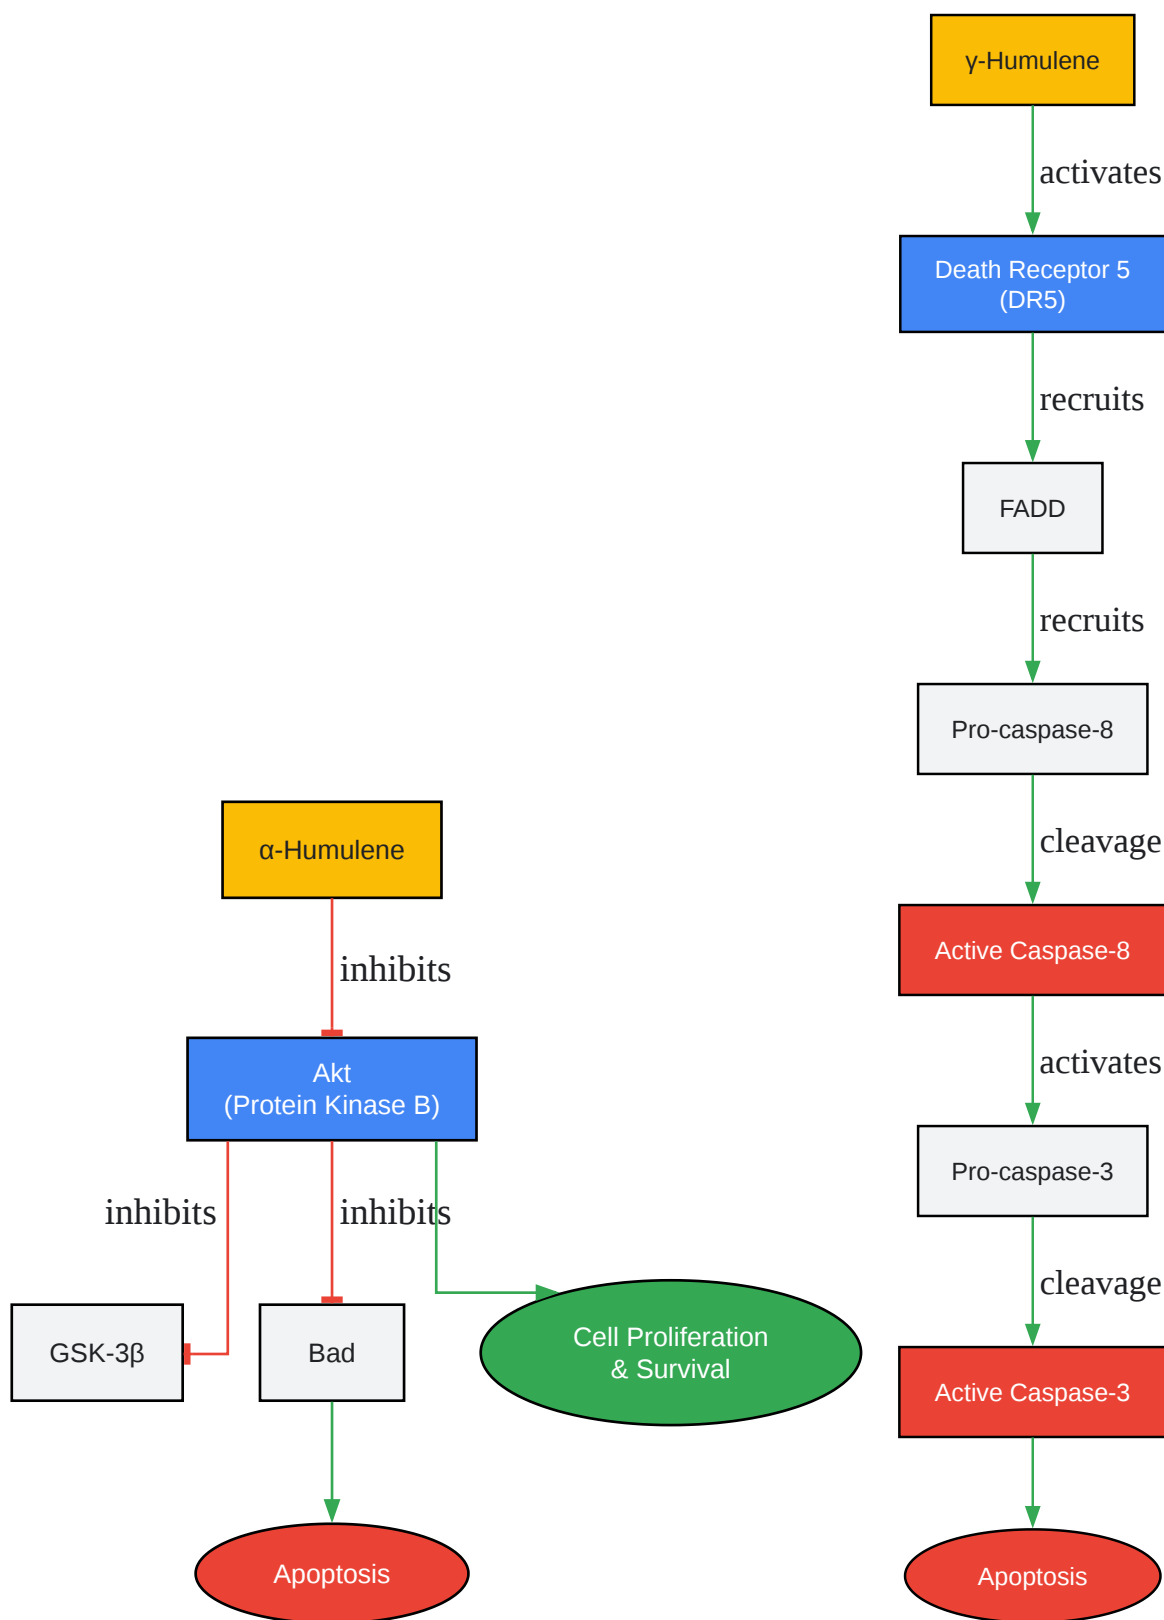 γ-Humulene
activates
Death Receptor 5
(DR5)
recruits
FADD
recruits
Pro-caspase-8
cleavage
Active Caspase-8
activates
Pro-caspase-3
cleavage
Active Caspase-3
Apoptosis
α-Humulene
inhibits
Akt
(Protein Kinase B)
inhibits
inhibits
GSK-3β
Bad
Cell Proliferation
& Survival
Apoptosis